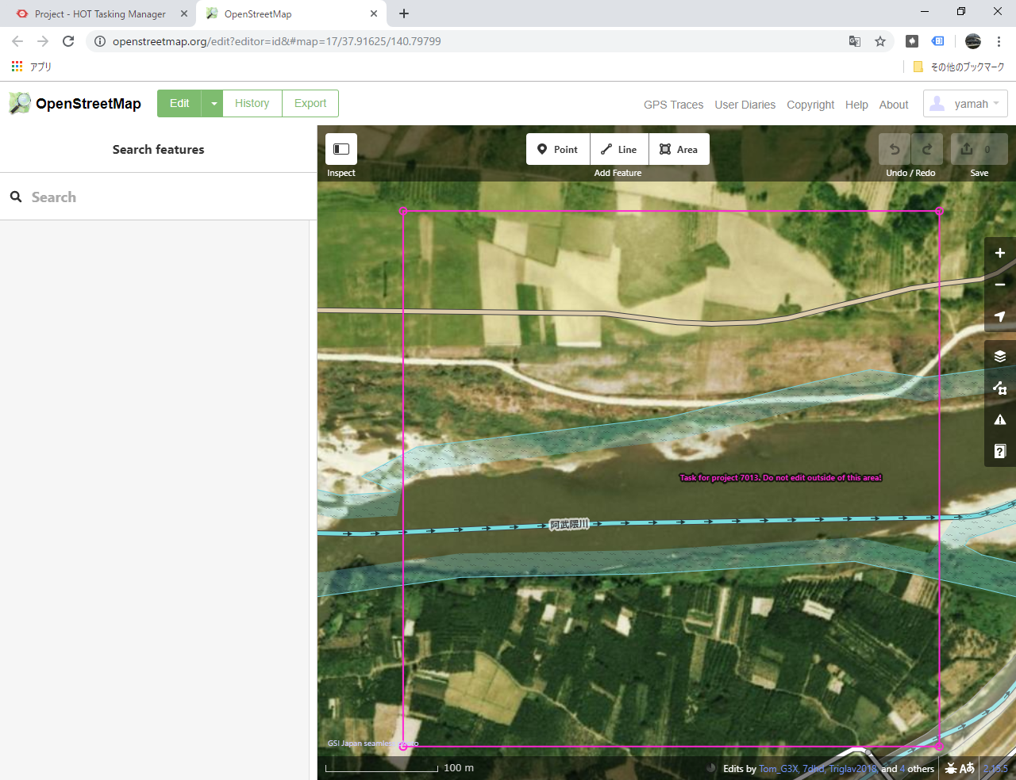 Project - HOT Tasking Manager
OpenStreetMap
openstreetmap.org/edit?editor=id&#map=17/37.91625/140.79799
アプリ
その他のブックマーク
OpenStreetMap
Edit
History
Export
GPS Traces
User Diaries
Copyright
Help
About
yamah
Search features
Search
Inspect
Point
Line
Area
Add Feature
Undo / Redo
0
Save
Task for project 7013. Do not edit outside of this area!
阿武隈川
GSI Japan
100 m
Edits by Tom_G3X, 7dhd, Triglav2018 and 4 others